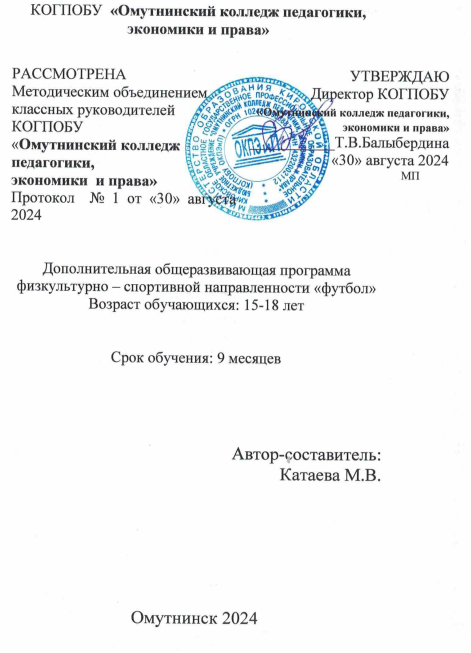 КОГПОБУ «Омутнинский колледж педагогики,
экономики и права»
РАССМОТРЕНА
Методическим объединением
классных руководителей
КОГПОБУ
«Омутнинский колледж
педагогики,
экономики и права»
Протокол № 1 от «30» августа
2024
УТВЕРЖДАЮ
Директор КОГПОБУ
«Омутнинский колледж педагогики,
экономики и права»
Т.В.Балыбердина
«30» августа 2024
МП
ОКПЭиП
Дополнительная общеразвивающая программа
физкультурно – спортивной направленности «футбол»
Возраст обучающихся: 15-18 лет
Срок обучения: 9 месяцев
Автор-составитель:
Катаева М.В.
Омутнинск 2024